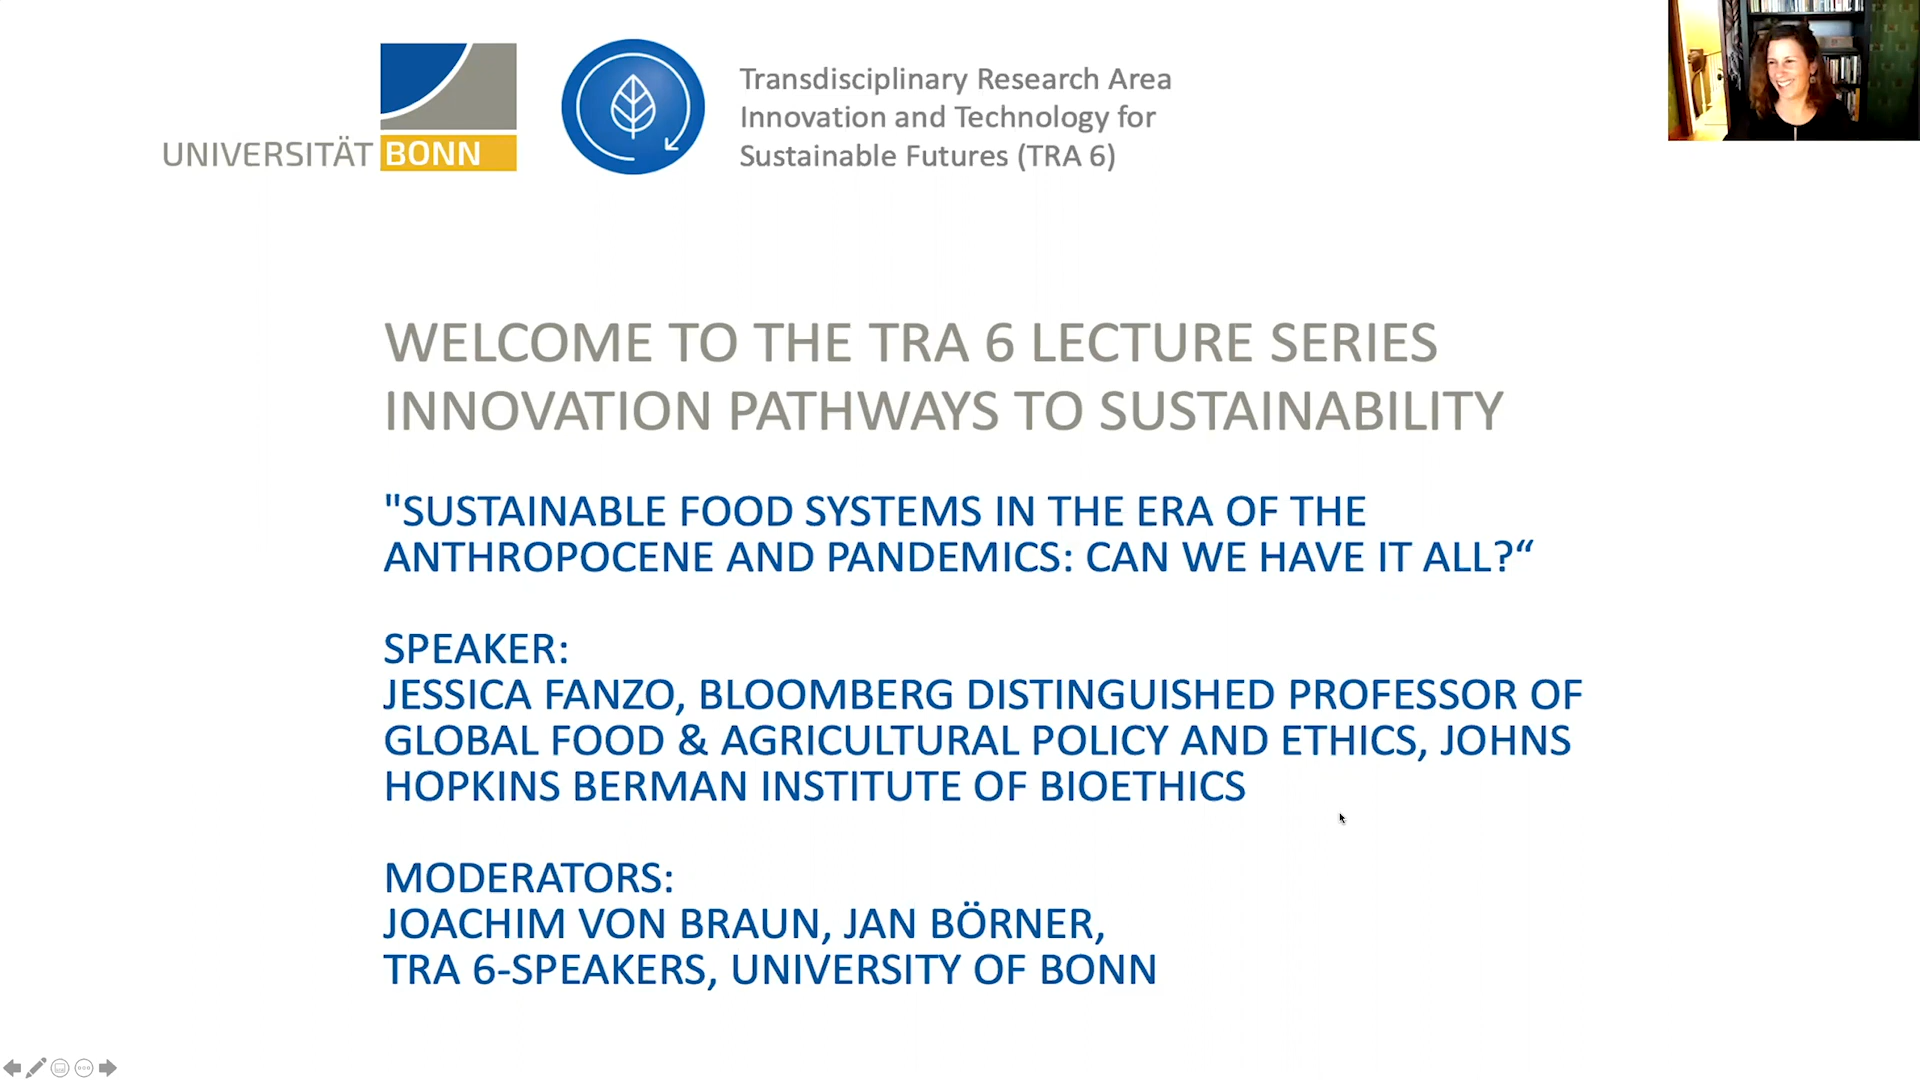 UNIVERSITÄT BONN
Transdisciplinary Research Area
Innovation and Technology for
Sustainable Futures (TRA 6)
WELCOME TO THE TRA 6 LECTURE SERIES
INNOVATION PATHWAYS TO SUSTAINABILITY
"SUSTAINABLE FOOD SYSTEMS IN THE ERA OF THE
ANTHROPOCENE AND PANDEMICS: CAN WE HAVE IT ALL?“
SPEAKER:
JESSICA FANZO, BLOOMBERG DISTINGUISHED PROFESSOR OF
GLOBAL FOOD & AGRICULTURAL POLICY AND ETHICS, JOHNS
HOPKINS BERMAN INSTITUTE OF BIOETHICS
MODERATORS:
JOACHIM VON BRAUN, JAN BÖRNER,
TRA 6-SPEAKERS, UNIVERSITY OF BONN